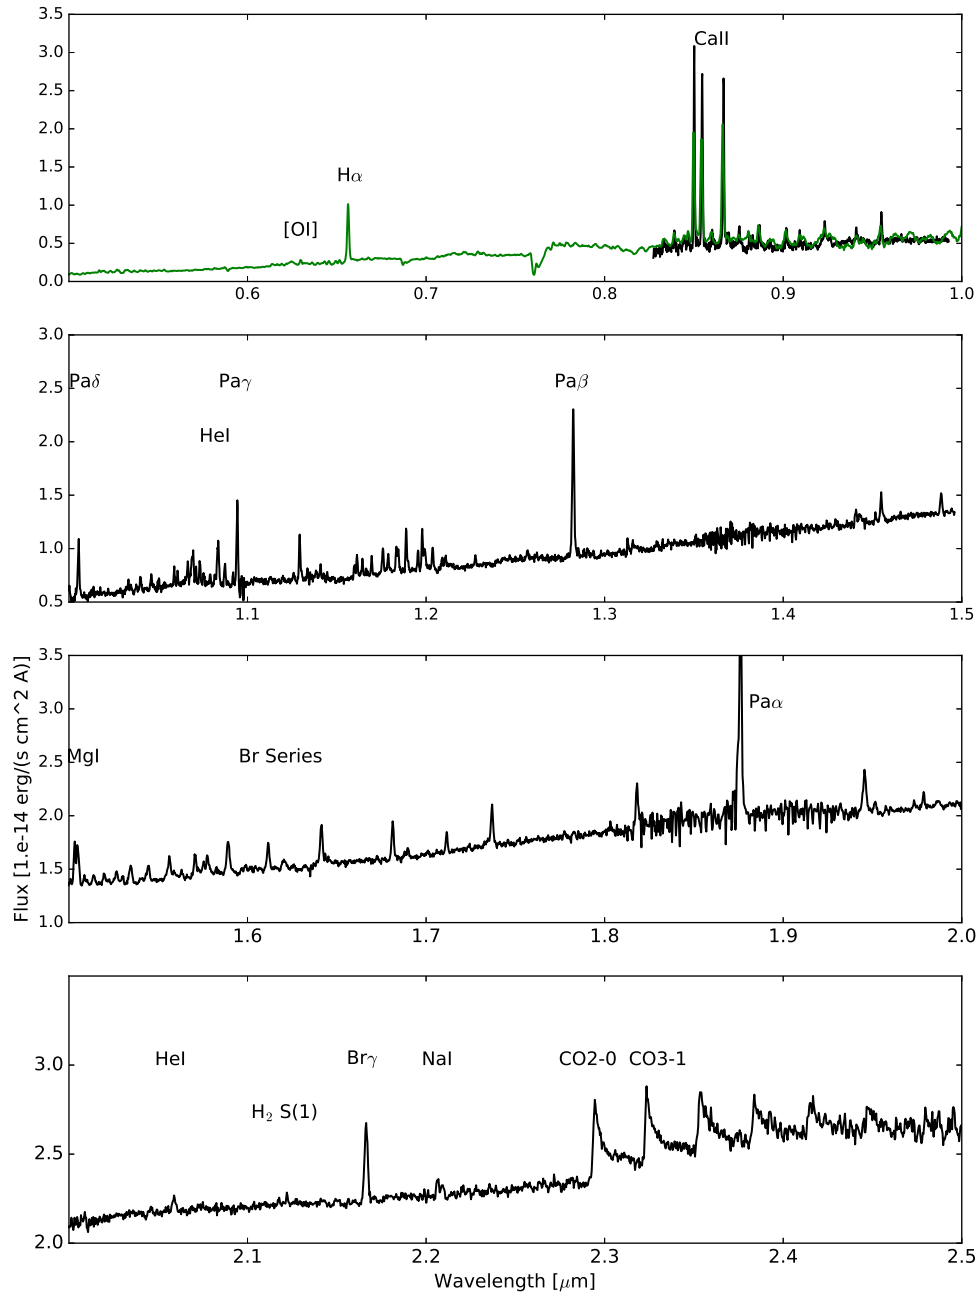 3.5
3.0
2.5
2.0
1.5
1.0
0.5
0.0
CaII
Hα
[OI]
0.6 0.7 0.8 0.9 1.0
3.0
2.5
2.0
1.5
1.0
0.5
Paδ Paγ Paβ
HeI
1.1 1.2 1.3 1.4 1.5
3.5
3.0
2.5
2.0
1.5
1.0
Paα
MgI Br Series
1.6 1.7 1.8 1.9 2.0
Flux [1.e-14 erg/(s cm^2 A)]
3.0
2.5
2.0
HeI Brγ NaI CO2-0 CO3-1
H₂ S(1)
2.1 2.2 2.3 2.4 2.5
Wavelength [μm]